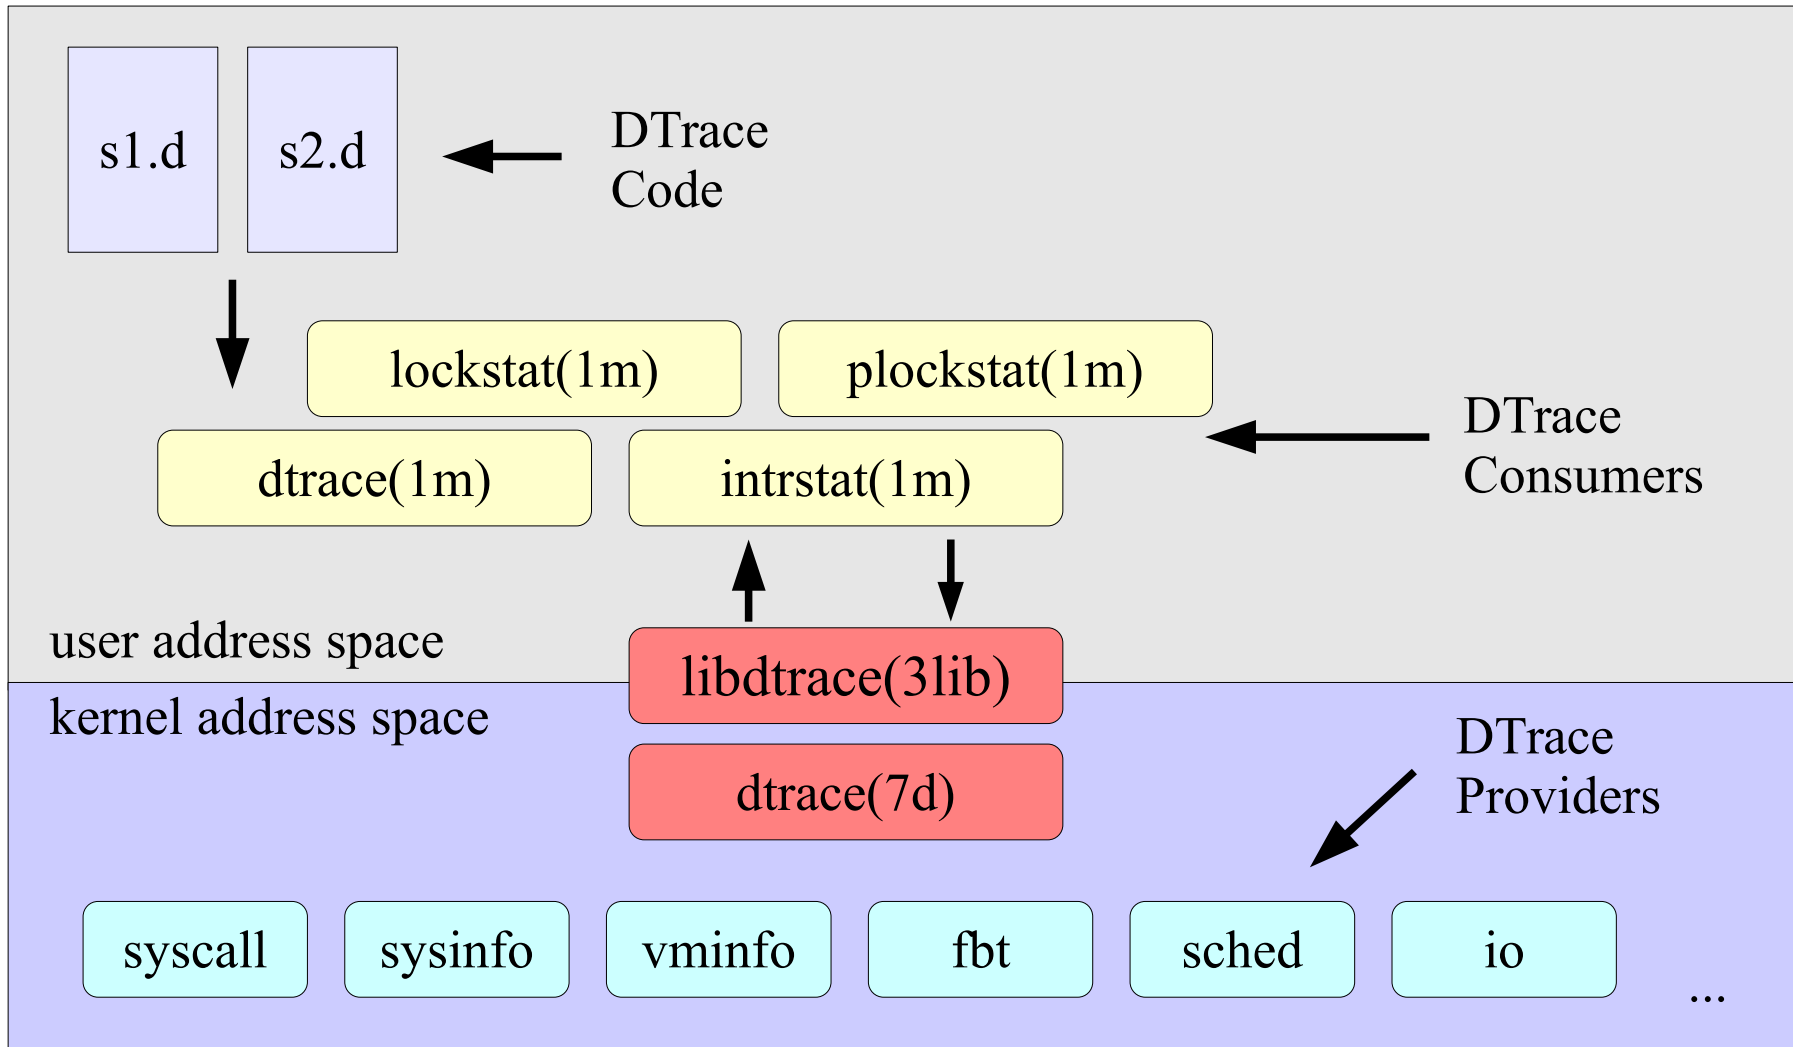 s1.d
s2.d
DTrace
Code
lockstat(1m)
plockstat(1m)
dtrace(1m)
intrstat(1m)
DTrace
Consumers
user address space
libdtrace(3lib)
kernel address space
dtrace(7d)
DTrace
Providers
syscall
sysinfo
vminfo
fbt
sched
io
...